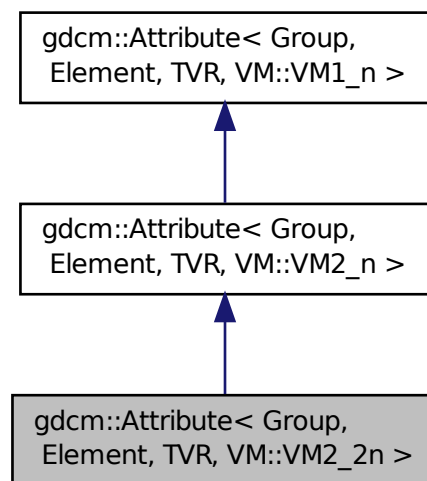 gdcm::Attribute< Group,
Element, TVR, VM::VM1_n >
gdcm::Attribute< Group,
Element, TVR, VM::VM2_n >
gdcm::Attribute< Group,
Element, TVR, VM::VM2_2n >